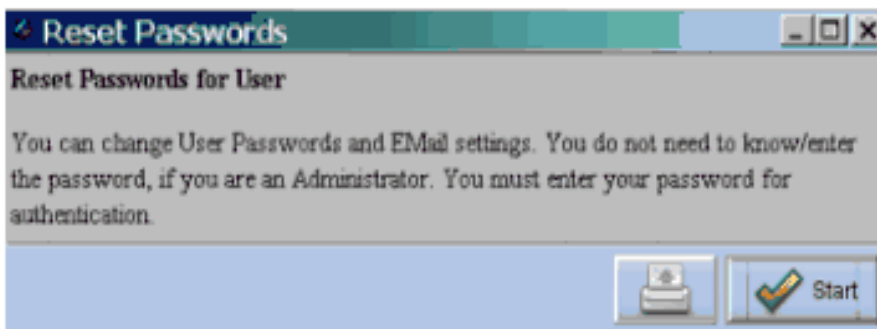 Reset Passwords
Reset Passwords for User
You can change User Passwords and EMail settings. You do not need to know/enter
the password, if you are an Administrator. You must enter your password for
authentication.
Start